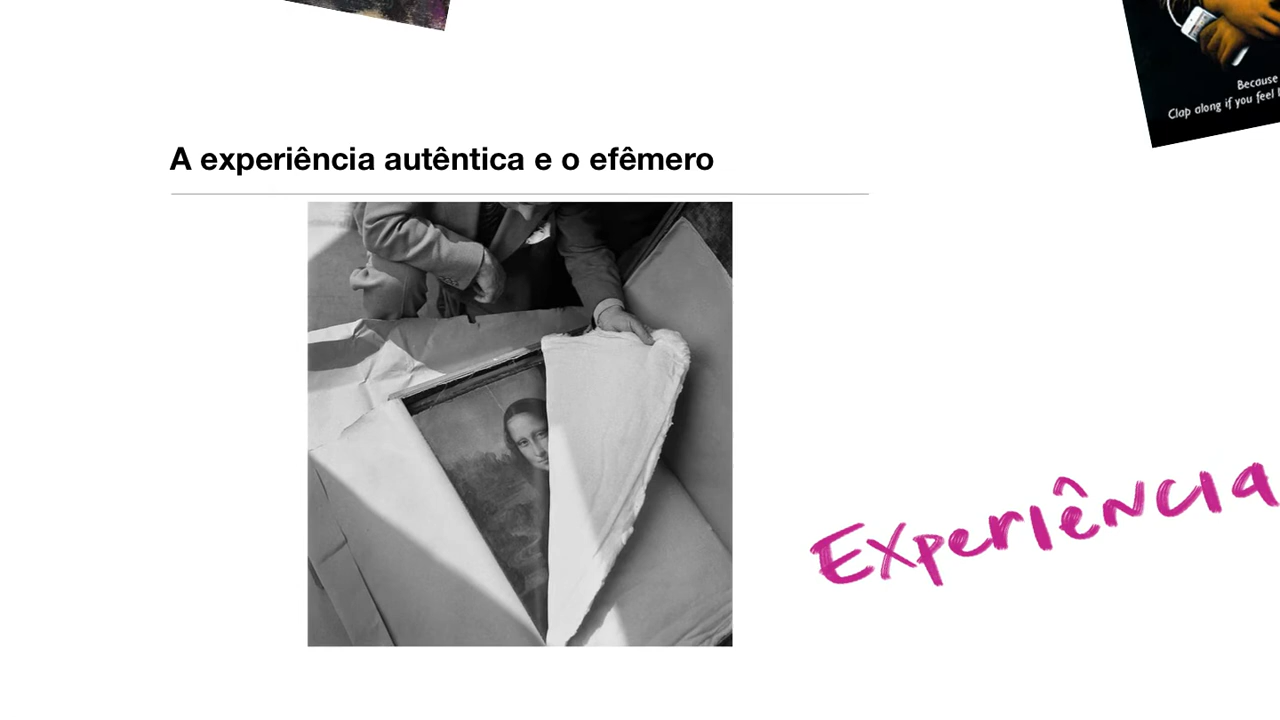 Because
Clap along if you feel
A experiência autêntica e o efêmero
Experiência